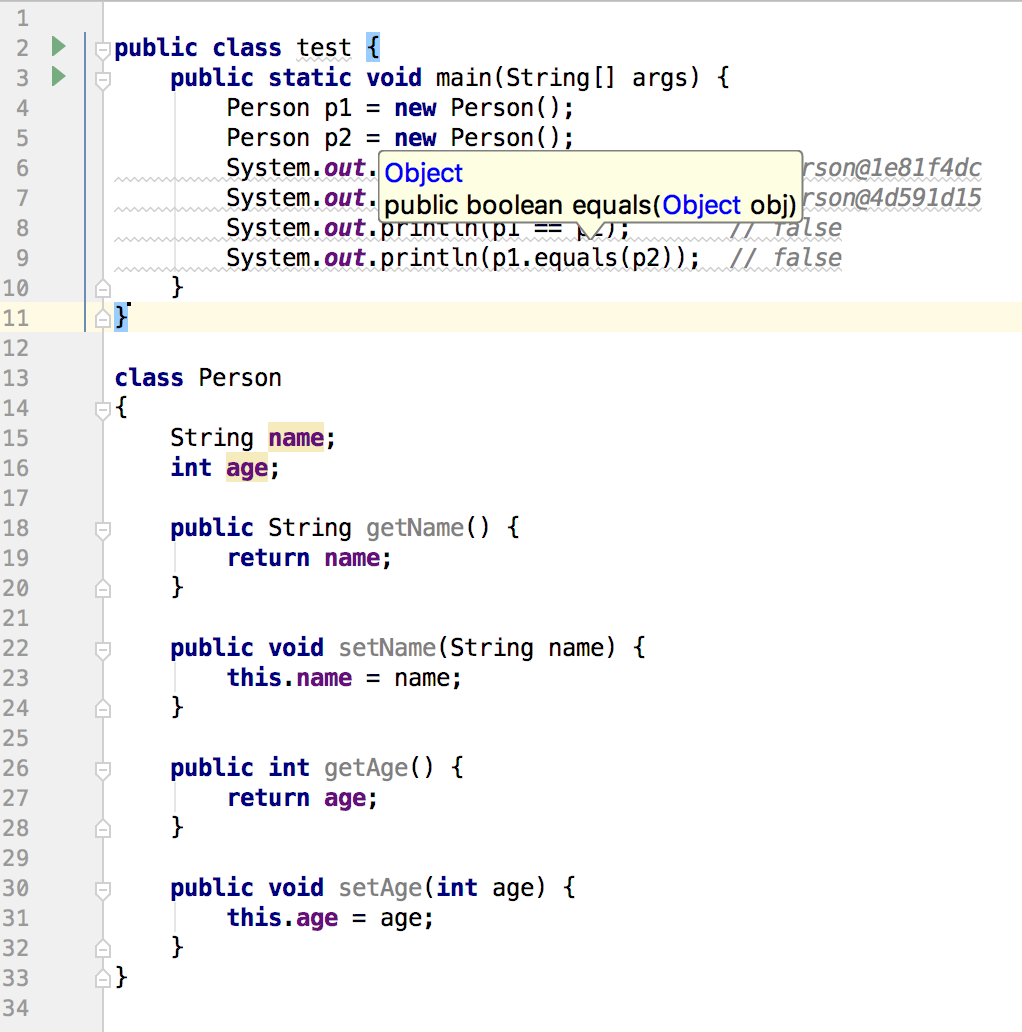 1
2 public class test {
3 public static void main(String[] args) {
4 Person p1 = new Person();
5 Person p2 = new Person();
6 System.out. rson@1e81f4dc
Object
7 System.out. rson@4d591d15
public boolean equals(Object obj)
8 System.out.println(p1 == p2); // false
9 System.out.println(p1.equals(p2)); // false
10 }
11 }
12
13 class Person
14 {
15 String name;
16 int age;
17
18 public String getName() {
19 return name;
20 }
21
22 public void setName(String name) {
23 this.name = name;
24 }
25
26 public int getAge() {
27 return age;
28 }
29
30 public void setAge(int age) {
31 this.age = age;
32 }
33 }
34